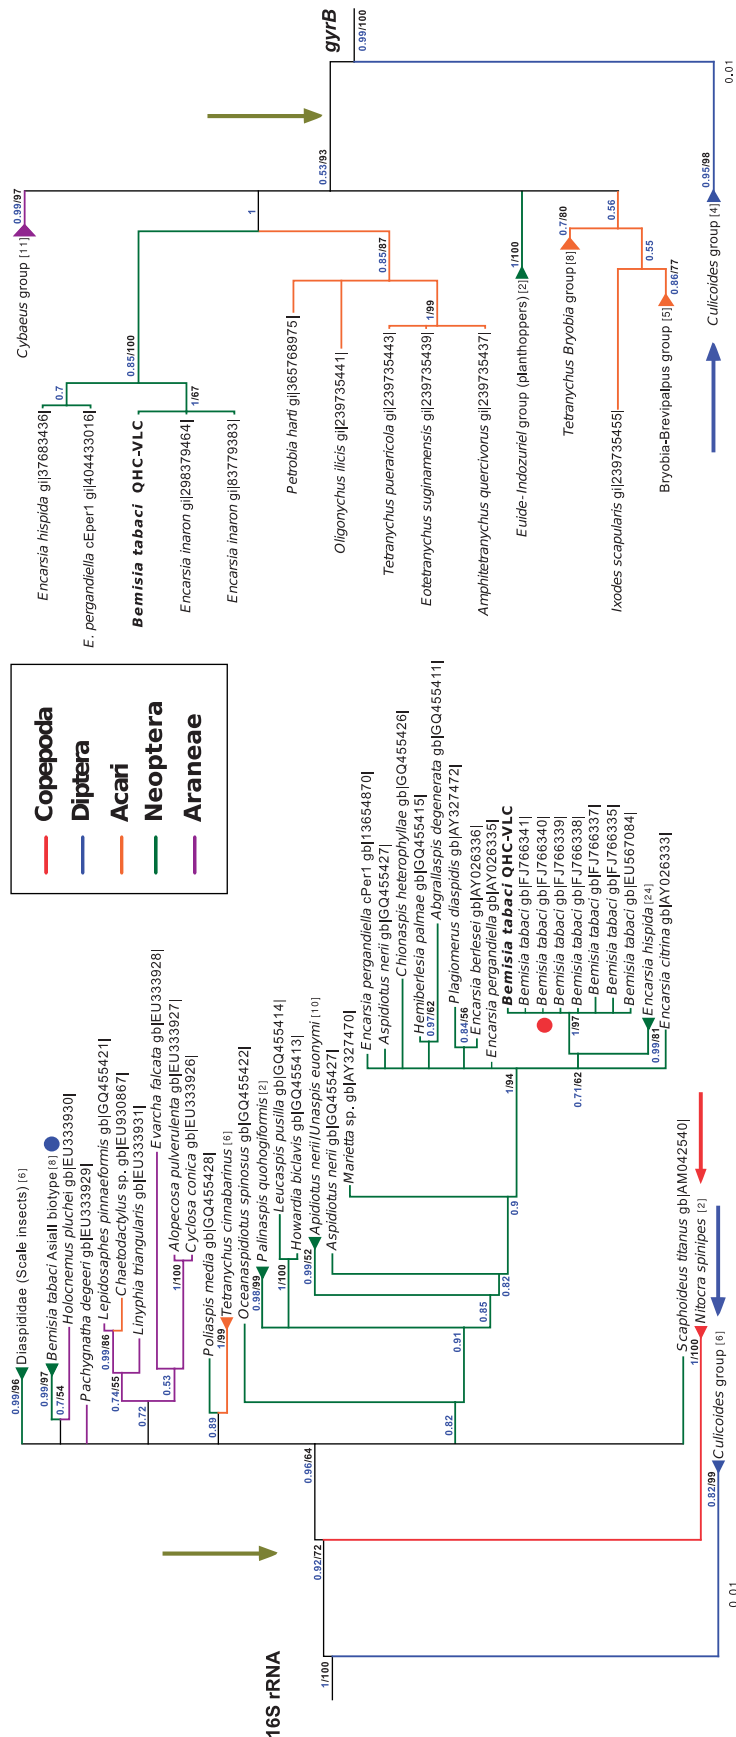 16S rRNA
1/100
0.92/72
0.96/64
0.99/96
Diaspididae (Scale insects) [6]
0.99/97
Bemisia tabaci AsiaII biotype [8]
0.7/54
Holocnemus pluchei gb|EU333930|
Pachygnatha degeeri gb|EU333929|
Lepidosaphes pinnaeformis gb|GQ455421|
0.99/86
Chaetodactylus sp. gb|EU930867|
0.74/55
Linyphia triangularis gb|EU333931|
0.72
Evarcha falcata gb|EU333928|
0.53
Alopecosa pulverulenta gb|EU333927|
1/100
Cyclosa conica gb|EU333926|
Poliaspis media gb|GQ455428|
0.89
1/99
Tetranychus cinnabarinus [6]
Oceanaspidiotus spinosus gb|GQ455422|
0.98/99
Palinaspis quohogiformis [2]
Leucaspis pusilla gb|GQ455414|
1/100
Howardia biclavis gb|GQ455413|
0.99/52
Apidiotus nerii/Unaspis euonymi [10]
Aspidiotus nerii gb|GQ455427|
Marietta sp. gb|AY327470|
0.82
0.91
0.85
0.82
0.9
Encarsia pergandiella cPer1 gb|13654870|
Aspidiotus nerii gb|GQ455427|
Chionaspis heterophyllae gb|GQ455426|
Hemiberlesia palmae gb|GQ455415|
0.97/62
Abgrallaspis degenerata gb|GQ455411|
Plagiomerus diaspidis gb|AY327472|
0.84/56
Encarsia berlesei gb|AY026336|
Encarsia pergandiella gb|AY026335|
1/94
Bemisia tabaci QHC-VLC
Bemisia tabaci gb|FJ766341|
Bemisia tabaci gb|FJ766340|
Bemisia tabaci gb|FJ766339|
Bemisia tabaci gb|FJ766338|
1/97
Bemisia tabaci gb|FJ766337|
Bemisia tabaci gb|FJ766335|
Bemisia tabaci gb|EU567084|
0.71/62
Encarsia hispida [24]
0.99/81
Encarsia citrina gb|AY026333|
Scaphoideus titanus gb|AM042540|
1/100
Nitocra spinipes [2]
0.82/99
Culicoides group [6]
0.01
Copepoda
Diptera
Acari
Neoptera
Araneae
gyrB
0.99/100
0.53/93
0.99/97
Cybaeus group [11]
1
0.85/100
0.7
Encarsia hispida gi|37683436|
E. pergandiella cEper1 gi|404433016|
Bemisia tabaci QHC-VLC
1/67
Encarsia inaron gi|298379464|
Encarsia inaron gi|83779383|
0.85/87
Petrobia harti gi|365768975|
Oligonychus ilicis gi|239735441|
1/99
Tetranychus pueraricola gi|239735443|
Eotetranychus suginamensis gi|239735439|
Amphitetranychus quercivorus gi|239735437|
1/100
Euide-Indozuriel group (planthoppers) [2]
0.56
0.7/80
Tetranychus Bryobia group [8]
0.55
Ixodes scapularis gi|239735455|
0.86/77
Bryobia-Brevipalpus group [5]
0.95/98
Culicoides group [4]
0.01